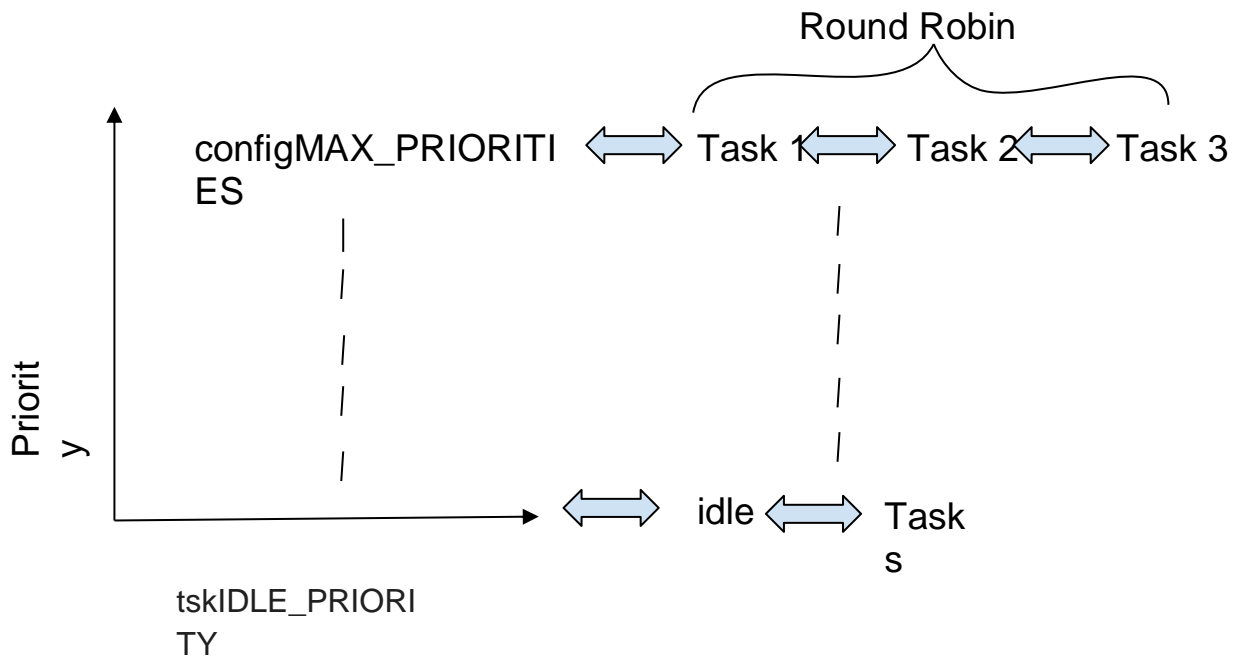 Round Robin
configMAX_PRIORITI
ES
Task 1
Task 2
Task 3
Priorit
y
idle
Task
s
tskIDLE_PRIORI
TY